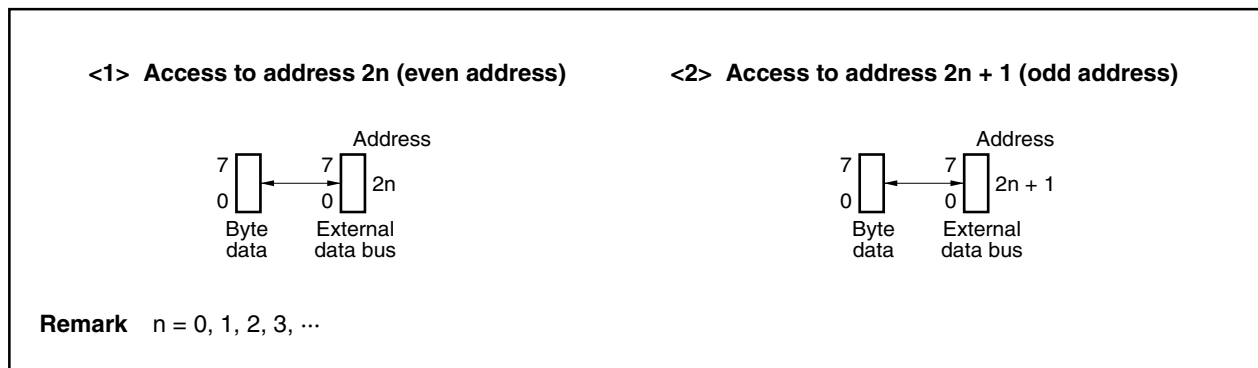 <1> Access to address 2n (even address)
Address
7
7
2n
0
0
Byte
data
External
data bus
<2> Access to address 2n + 1 (odd address)
Address
7
7
2n + 1
0
0
Byte
data
External
data bus
Remark n = 0, 1, 2, 3, ···